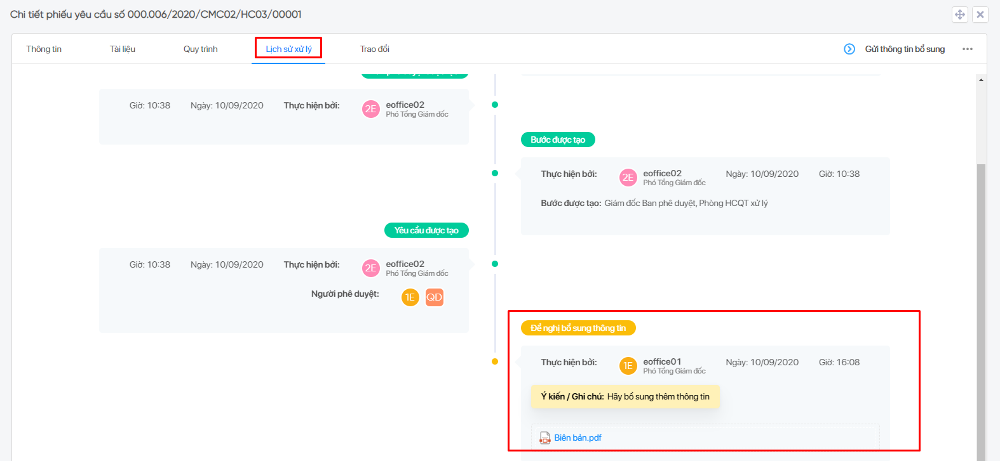 Chi tiết phiếu yêu cầu số 000.006/2020/CMC02/HC03/00001
Thông tin
Tài liệu
Quy trình
Lịch sử xử lý
Trao đổi
Gửi thông tin bổ sung
Giờ: 10:38 Ngày: 10/09/2020 Thực hiện bởi: 2E eoffice02
Phó Tổng Giám đốc
Bước được tạo
Thực hiện bởi: 2E eoffice02 Ngày: 10/09/2020 Giờ: 10:38
Phó Tổng Giám đốc
Bước được tạo: Giám đốc Ban phê duyệt, Phòng HCQT xử lý
Yêu cầu được tạo
Giờ: 10:38 Ngày: 10/09/2020 Thực hiện bởi: 2E eoffice02
Phó Tổng Giám đốc
Người phê duyệt: 1E QD
Đề nghị bổ sung thông tin
Thực hiện bởi: 1E eoffice01 Ngày: 10/09/2020 Giờ: 16:08
Phó Tổng Giám đốc
Ý kiến / Ghi chú: Hãy bổ sung thêm thông tin
Biên bản.pdf